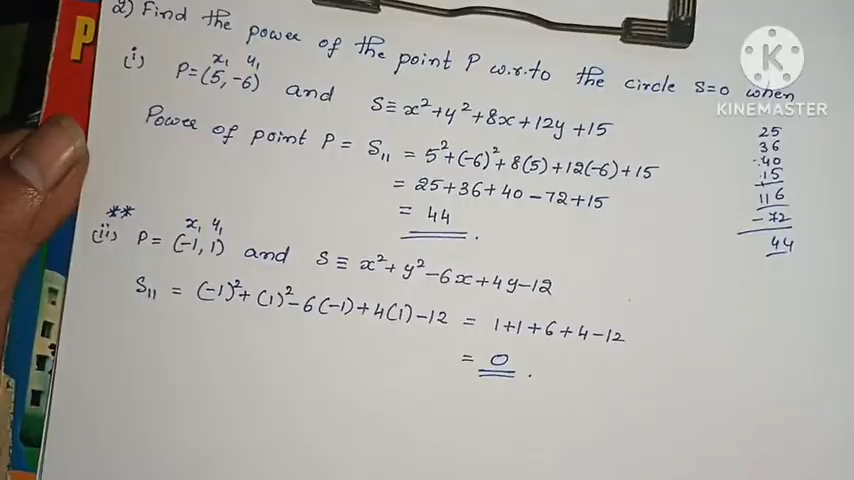 2) Find the power of the point P w.r.to the circle S=0 when
(i) P=(5, -6) and S≡ x²+y²+8x+12y+15
x₁ y₁
Power of point P = S₁₁ = 5²+(-6)²+8(5)+12(-6)+15
= 25+36+40-72+15
= 44.
**
(ii) P= (-1, 1) and S≡ x²+y²-6x+4y-12
x₁ y₁
S₁₁ = (-1)²+(1)²-6(-1)+4(1)-12 = 1+1+6+4-12
= 0.
25
36
40
15
116
-72
44
P
K
KINEMASTER